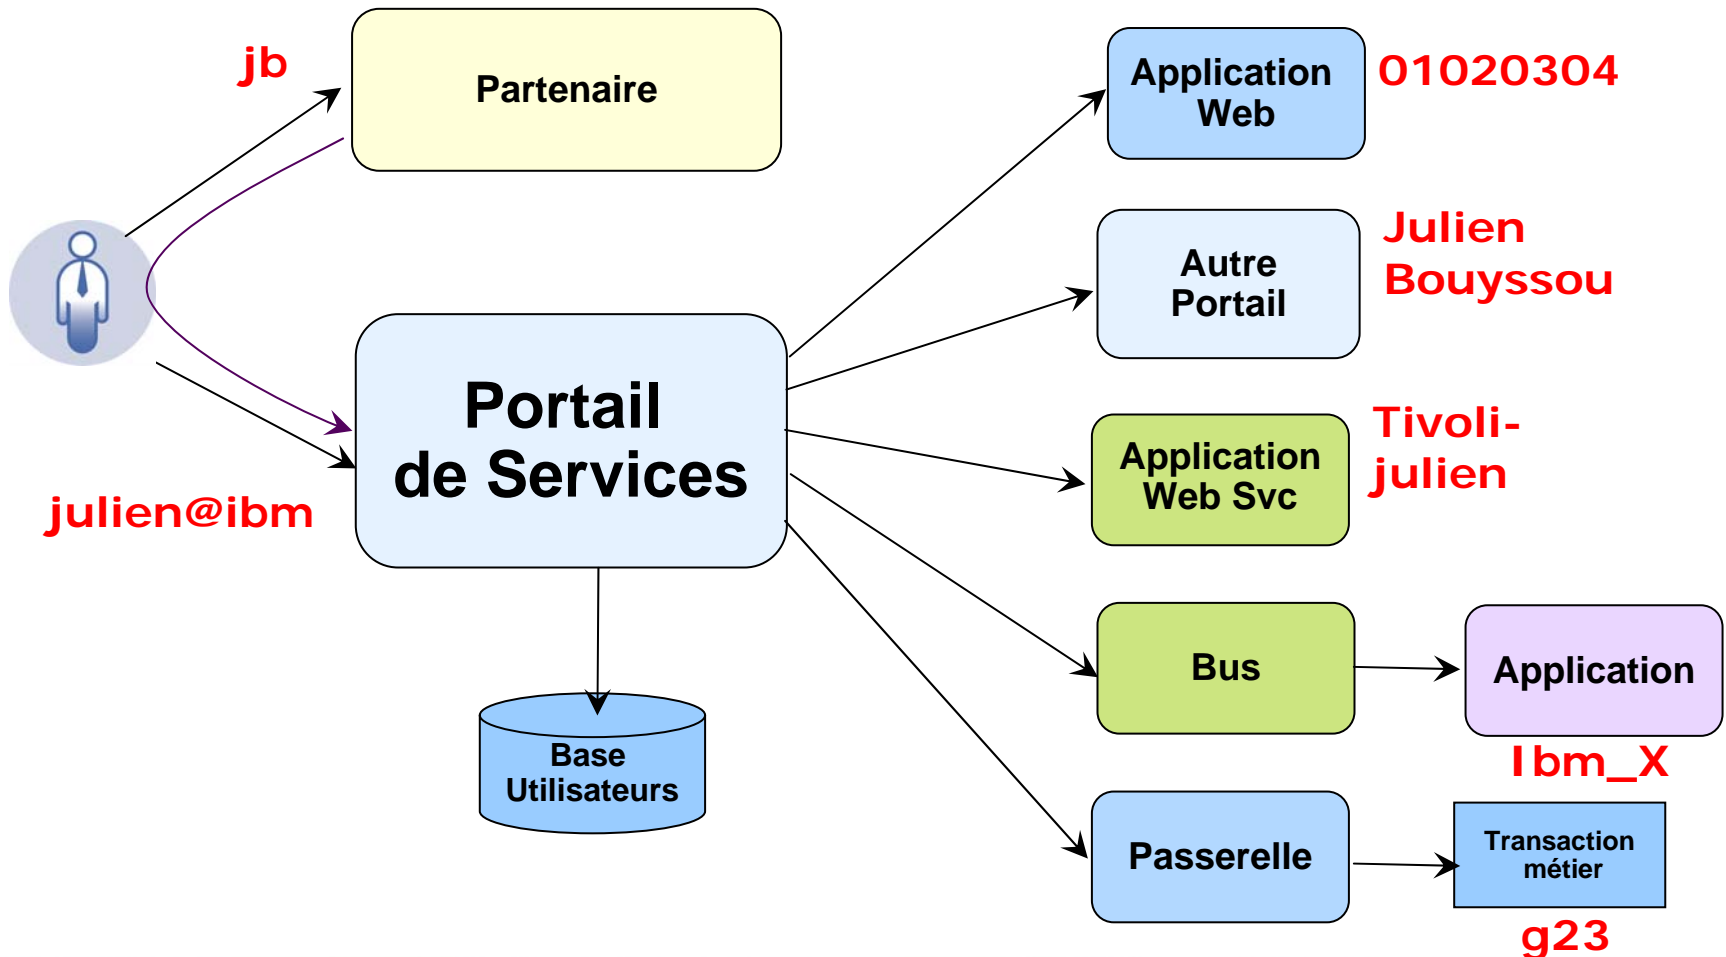 jb
Partenaire
Application
Web
01020304
Autre
Portail
Julien
Bouyssou
Portail
de Services
julien@ibm
Application
Web Svc
Tivoli-
julien
Bus
Application
Ibm_X
Base
Utilisateurs
Passerelle
Transaction
métier
g23